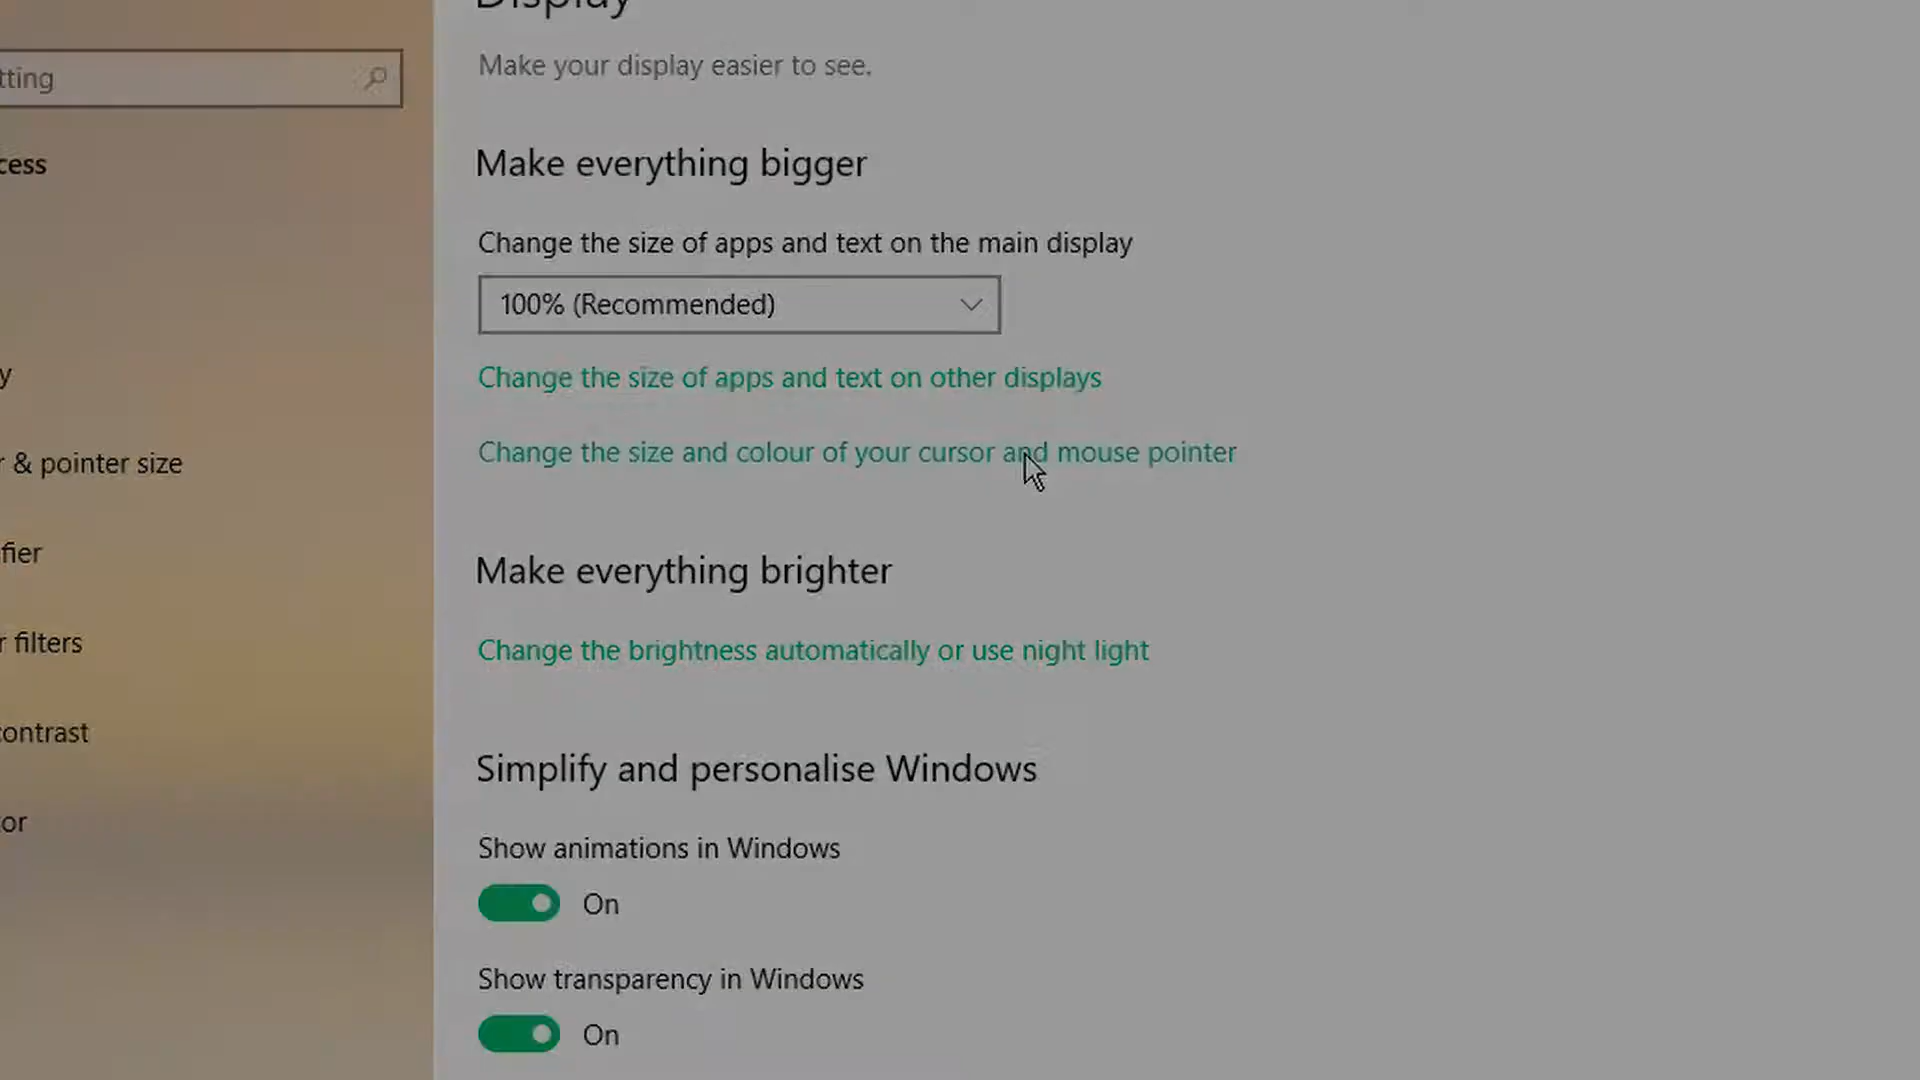 Display
Make your display easier to see.
tting
Make everything bigger
cess
Change the size of apps and text on the main display
100% (Recommended)
y
Change the size of apps and text on other displays
Change the size and colour of your cursor and mouse pointer
r & pointer size
fier
Make everything brighter
r filters
Change the brightness automatically or use night light
contrast
Simplify and personalise Windows
or
Show animations in Windows
On
Show transparency in Windows
On